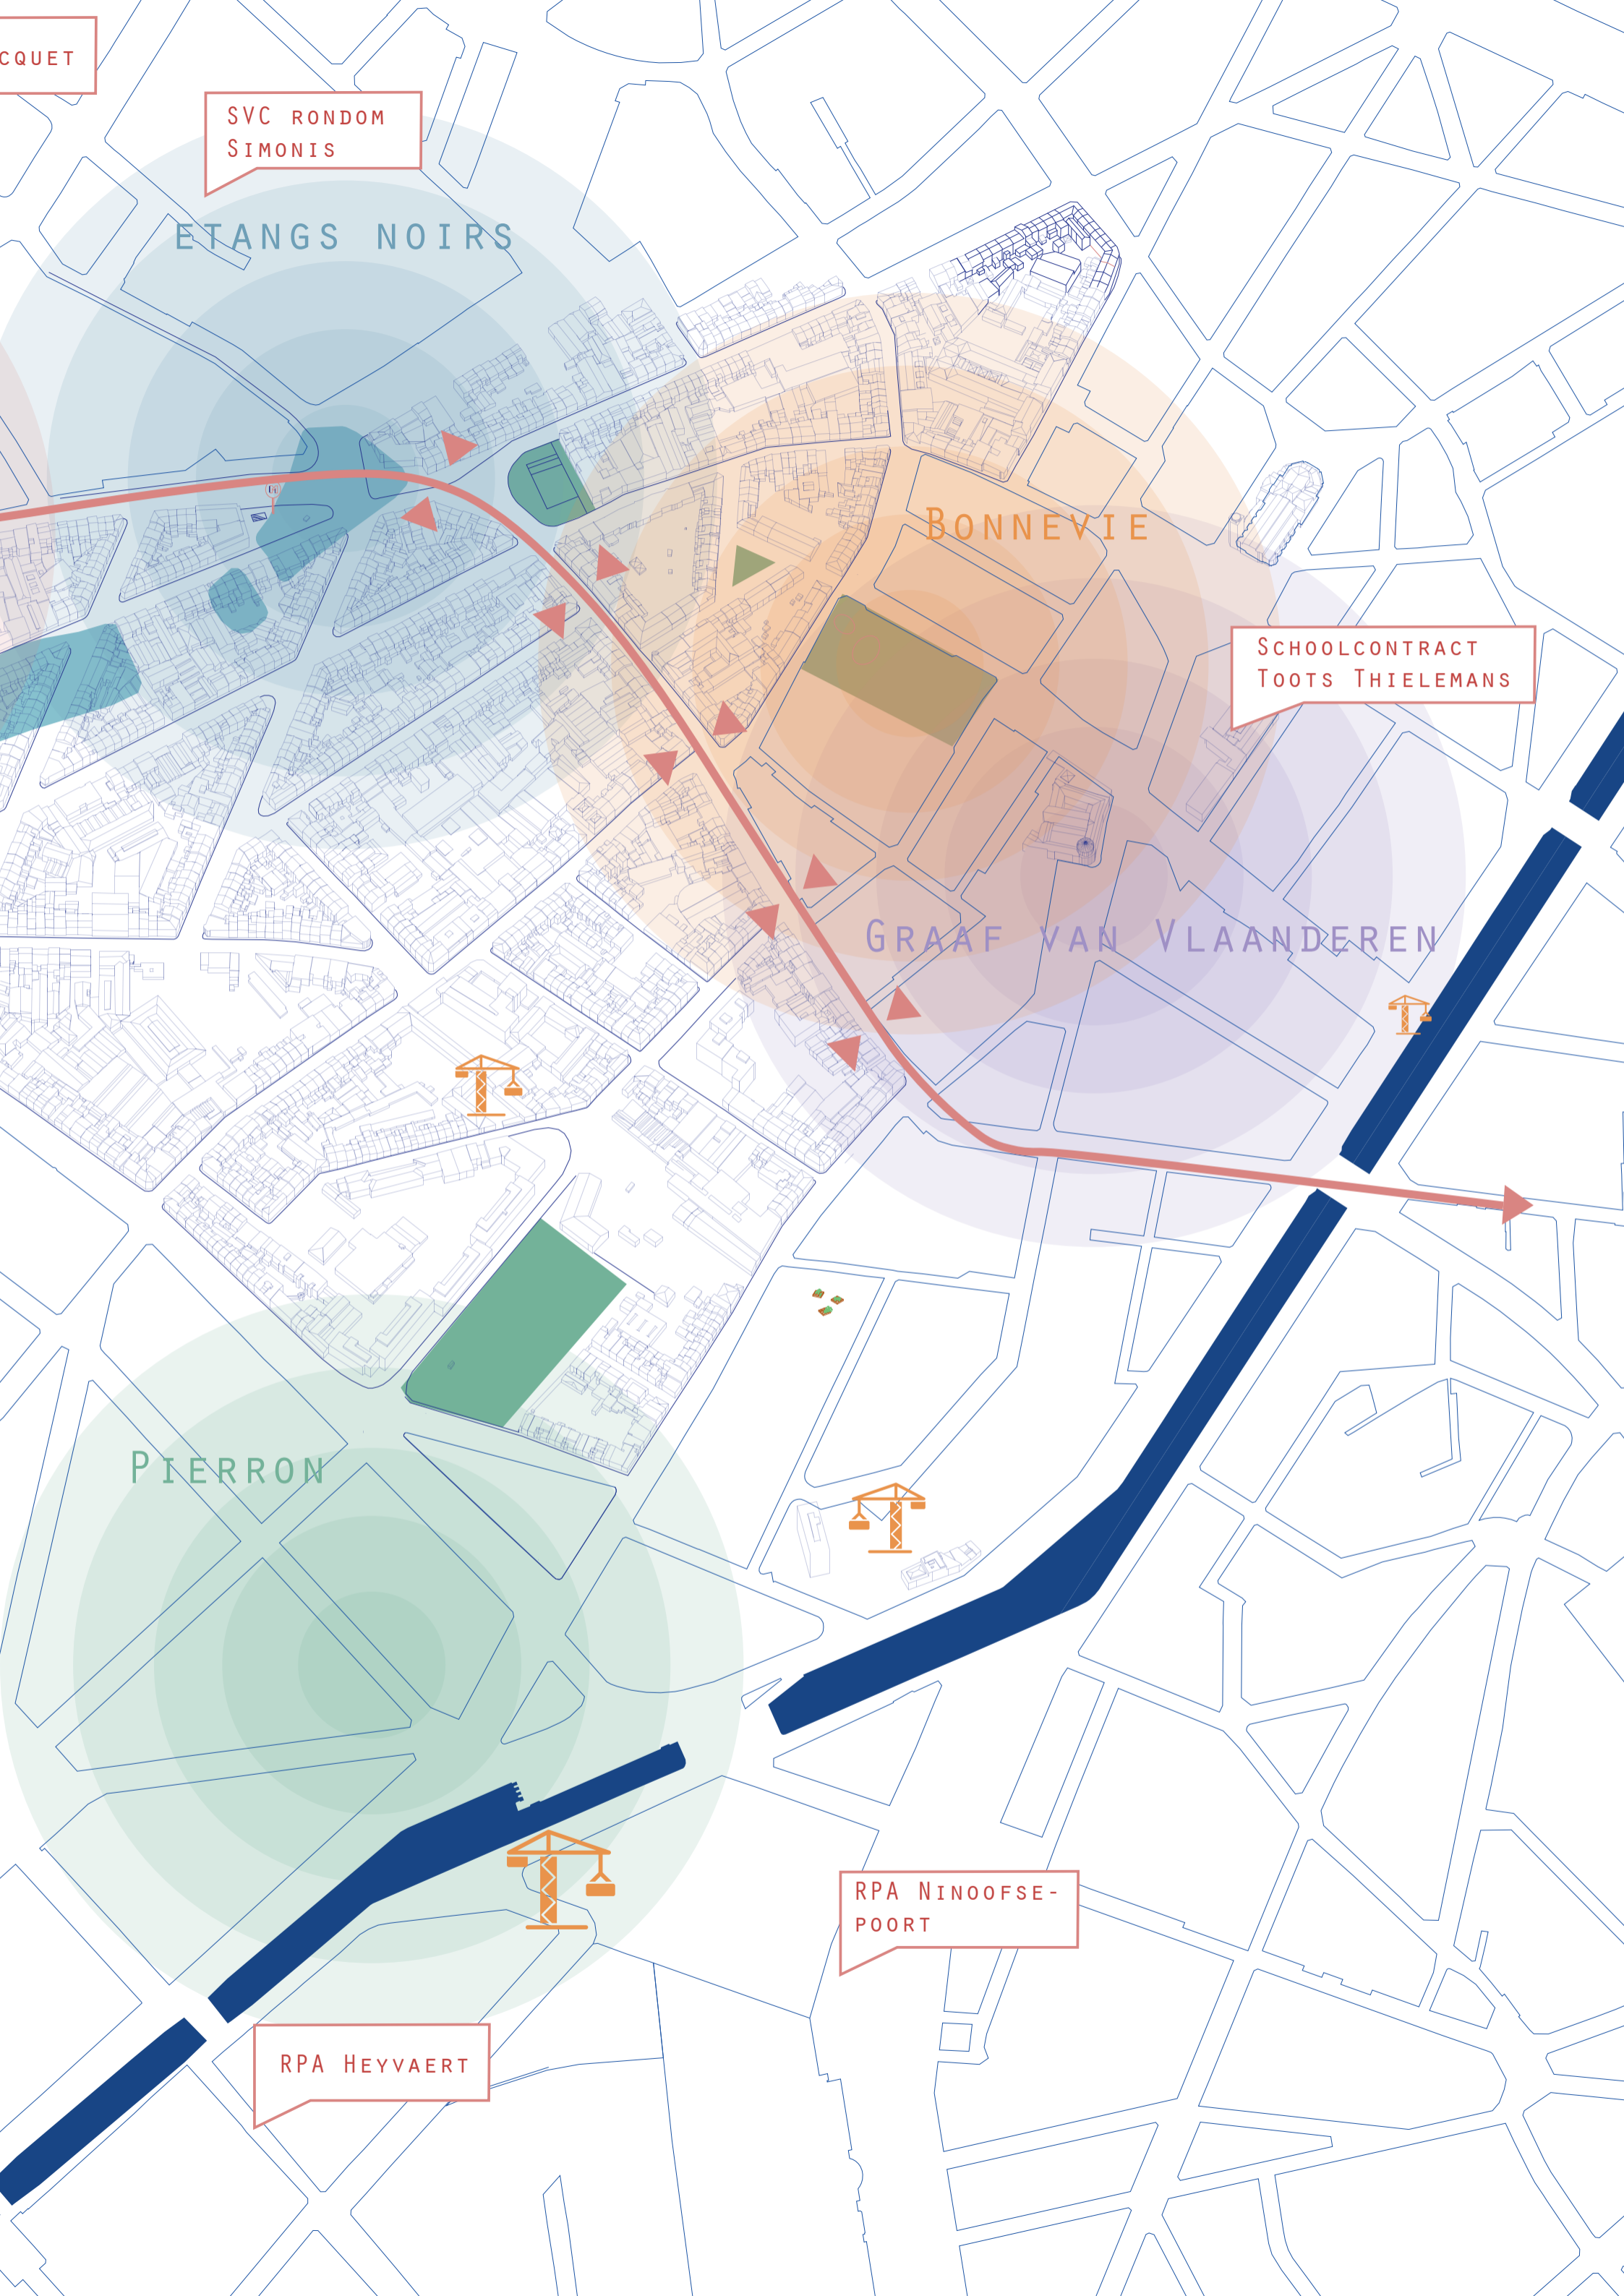 CQUET
SVC RONDOM
SIMONIS
ETANGS NOIRS
BONNEVIE
SCHOOLCONTRACT
TOOTS THIELEMANS
GRAAF VAN VLAANDEREN
PIERRON
RPA NINOOFSE-
POORT
RPA HEYVAERT